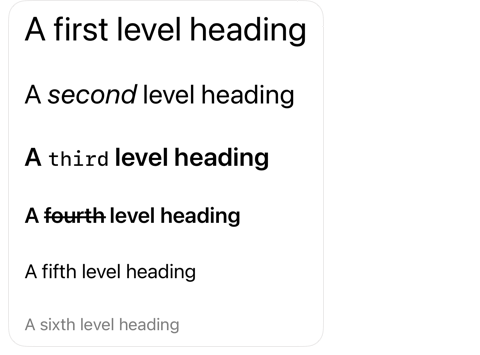 A first level heading
A second level heading
A third level heading
A fourth level heading
A fifth level heading
A sixth level heading